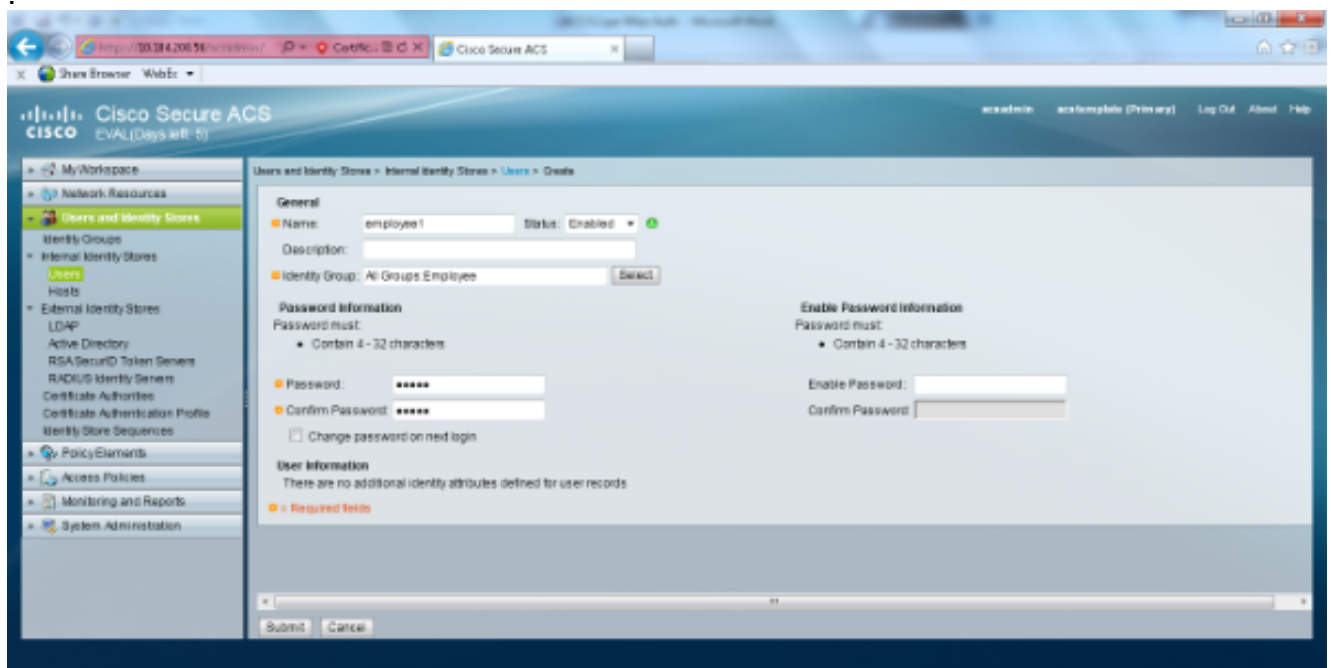 .
Certific...
Cisco Secure ACS
Share Browser WebEx
Cisco Secure ACS
CISCO EVAL(Days left: 5)
acsadmin acstemplate (Primary) Log Out About Help
My Workspace
Network Resources
Users and Identity Stores
Identity Groups
Internal Identity Stores
Users
Hosts
External Identity Stores
LDAP
Active Directory
RSA SecurID Token Servers
RADIUS Identity Servers
Certificate Authorities
Certificate Authentication Profile
Identity Store Sequences
Policy Elements
Access Policies
Monitoring and Reports
System Administration
Users and Identity Stores > Internal Identity Stores > Users > Create
General
Name: employee1 Status: Enabled
Description:
Identity Group: All Groups:Employee Select
Password Information
Password must:
• Contain 4 - 32 characters
Password: •••••
Confirm Password: •••••
Change password on next login
Enable Password Information
Password must:
• Contain 4 - 32 characters
Enable Password:
Confirm Password:
User Information
There are no additional identity attributes defined for user records
= Required fields
Submit Cancel